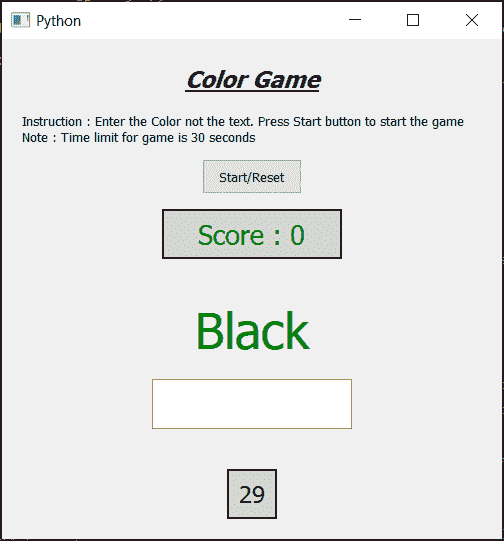 Python
Color Game
Instruction : Enter the Color not the text. Press Start button to start the game
Note : Time limit for game is 30 seconds
Start/Reset
Score : 0
Black
29